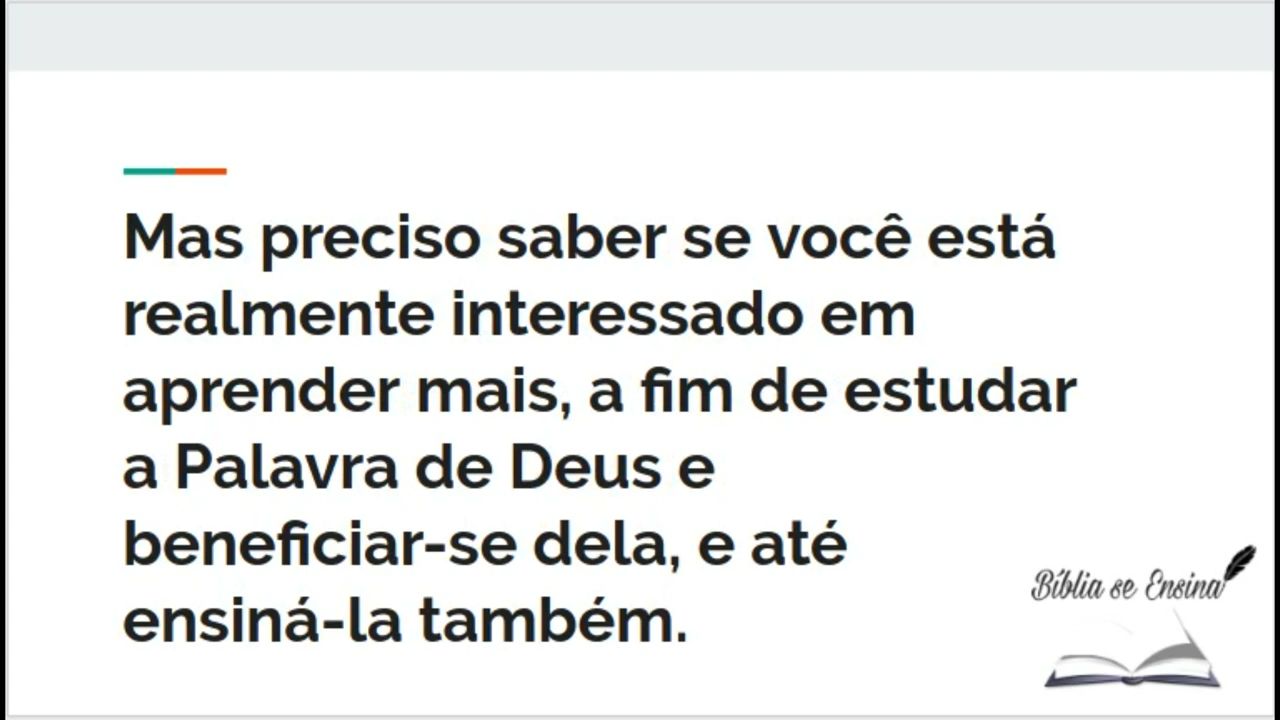 Mas preciso saber se você está
realmente interessado em
aprender mais, a fim de estudar
a Palavra de Deus e
beneficiar-se dela, e até
ensiná-la também.
Bíblia se Ensina